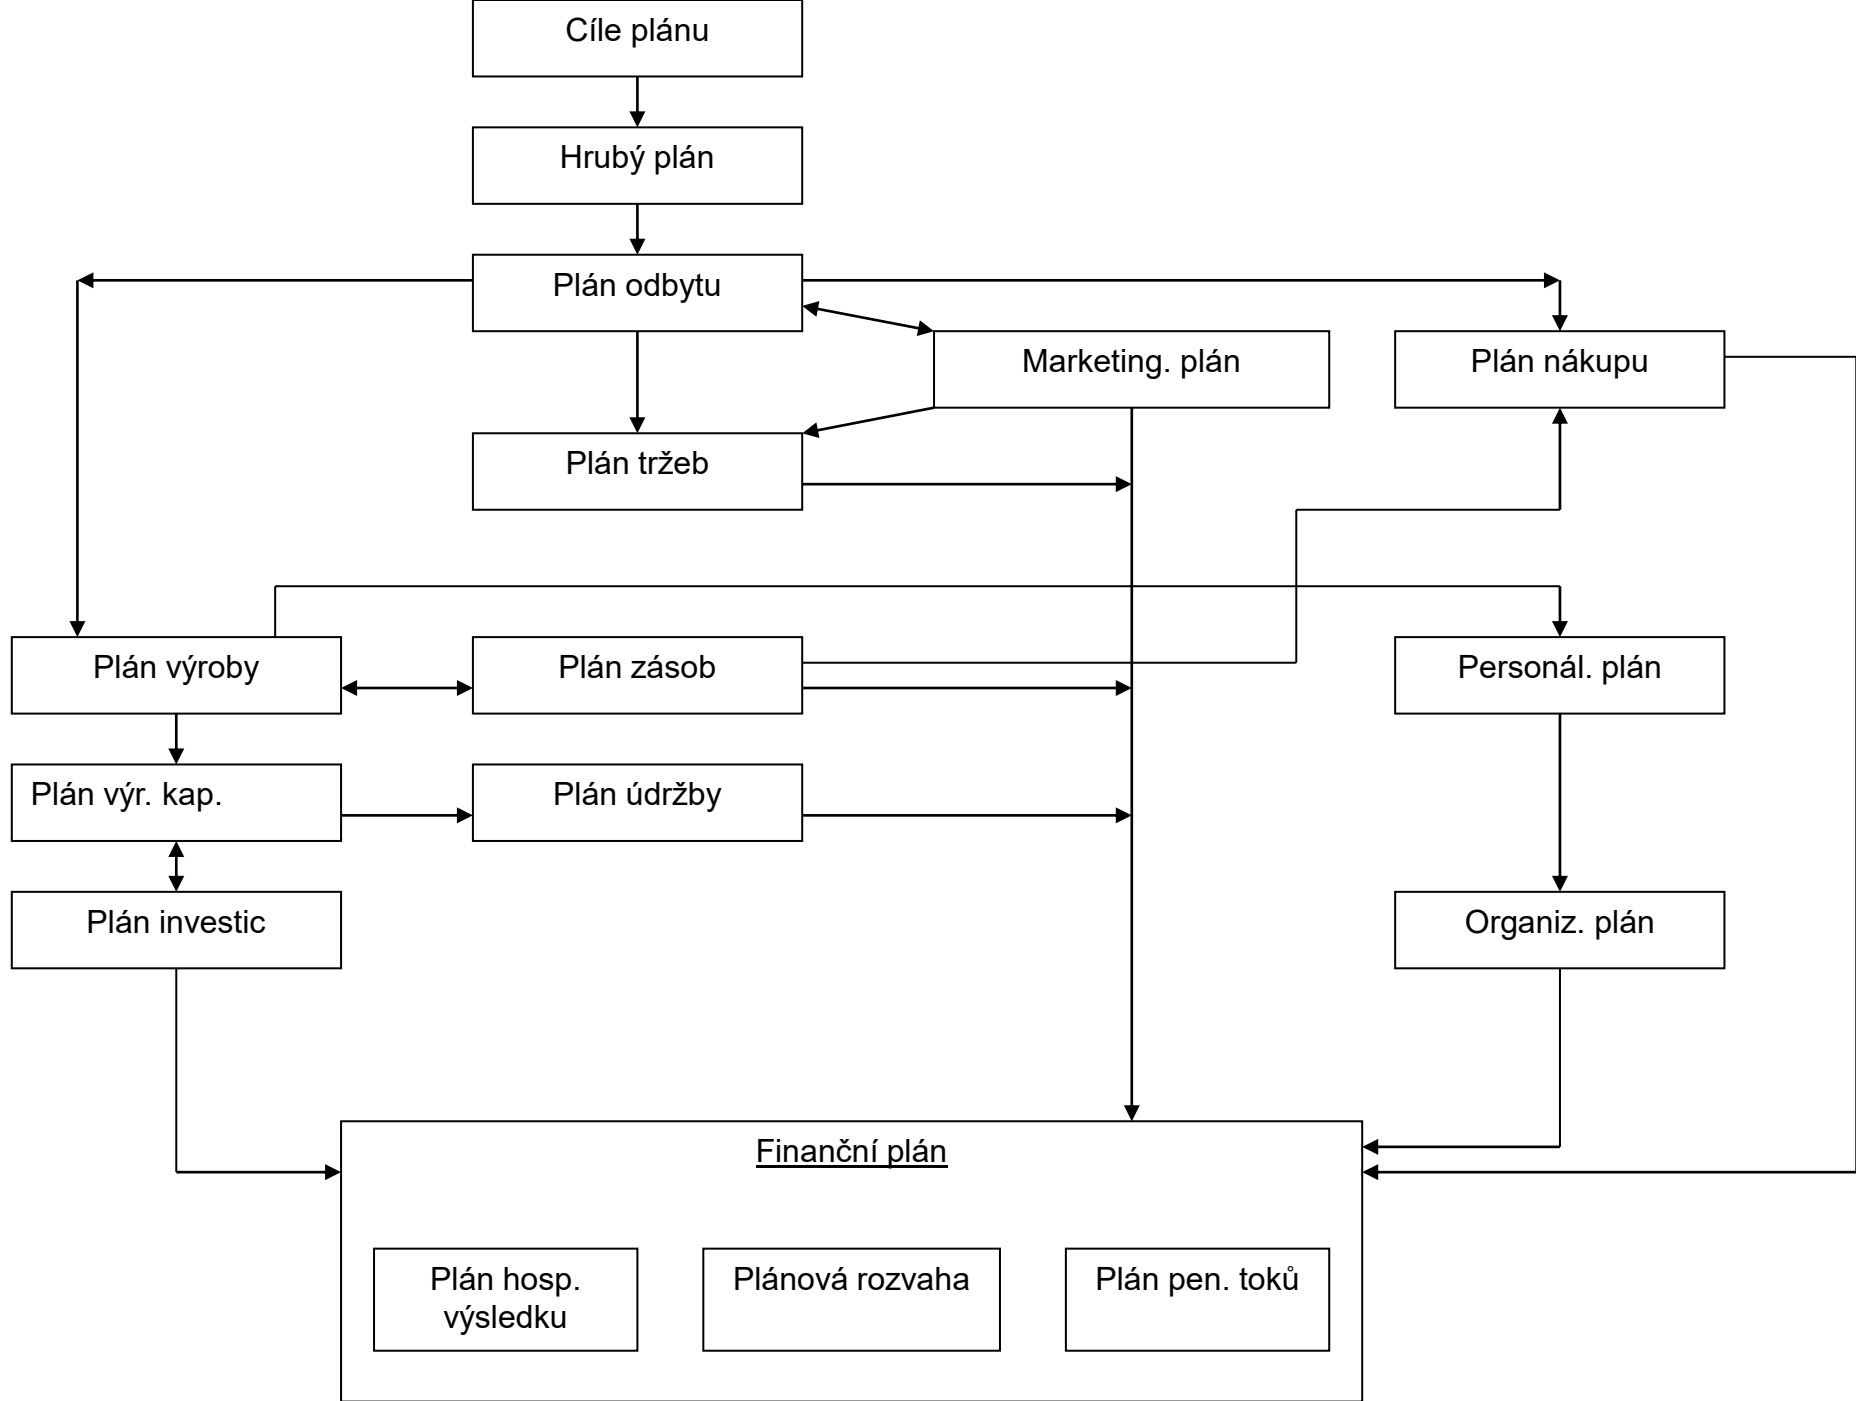 Cíle plánu
Hrubý plán
Plán odbytu
Marketing. plán
Plán nákupu
Plán tržeb
Plán výroby
Plán zásob
Personál. plán
Plán výr. kap.
Plán údržby
Plán investic
Organiz. plán
Finanční plán
Plán hosp.
výsledku
Plánová rozvaha
Plán pen. toků